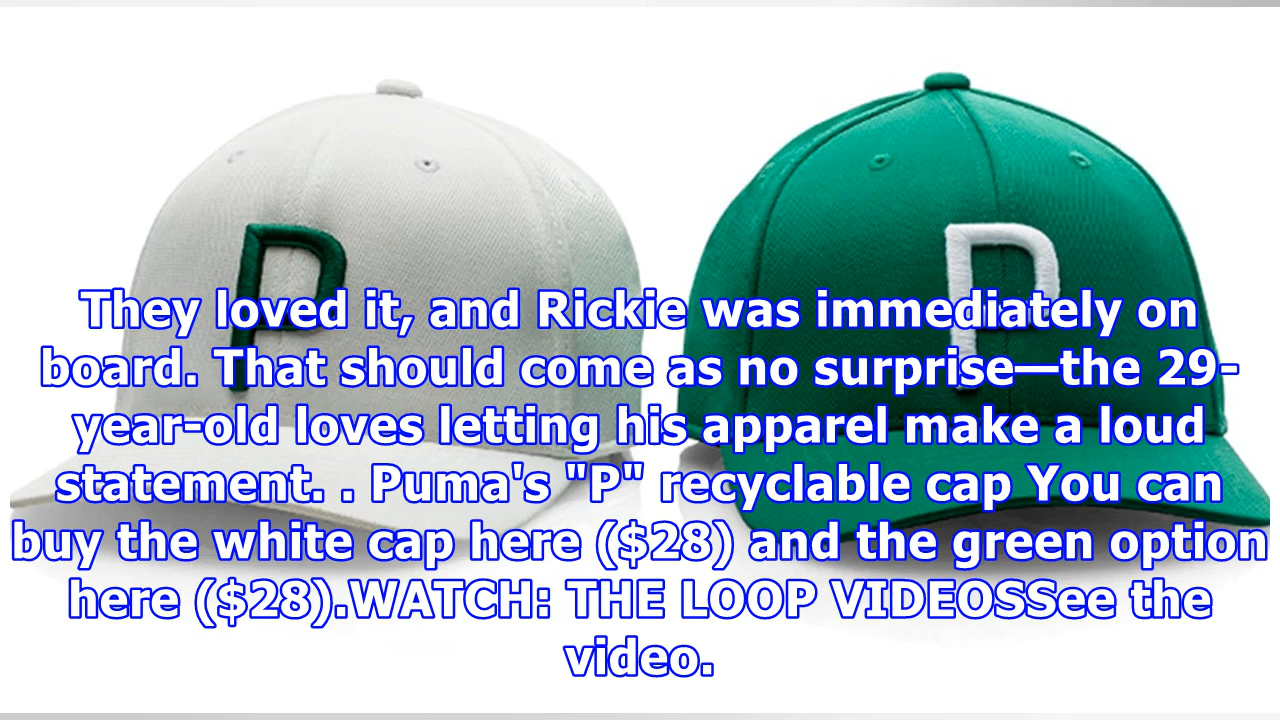 P P
They loved it, and Rickie was immediately on
board. That should come as no surprise—the 29-
year-old loves letting his apparel make a loud
statement. . Puma's "P" recyclable cap You can
buy the white cap here ($28) and the green option
here ($28).WATCH: THE LOOP VIDEOSSee the
video.